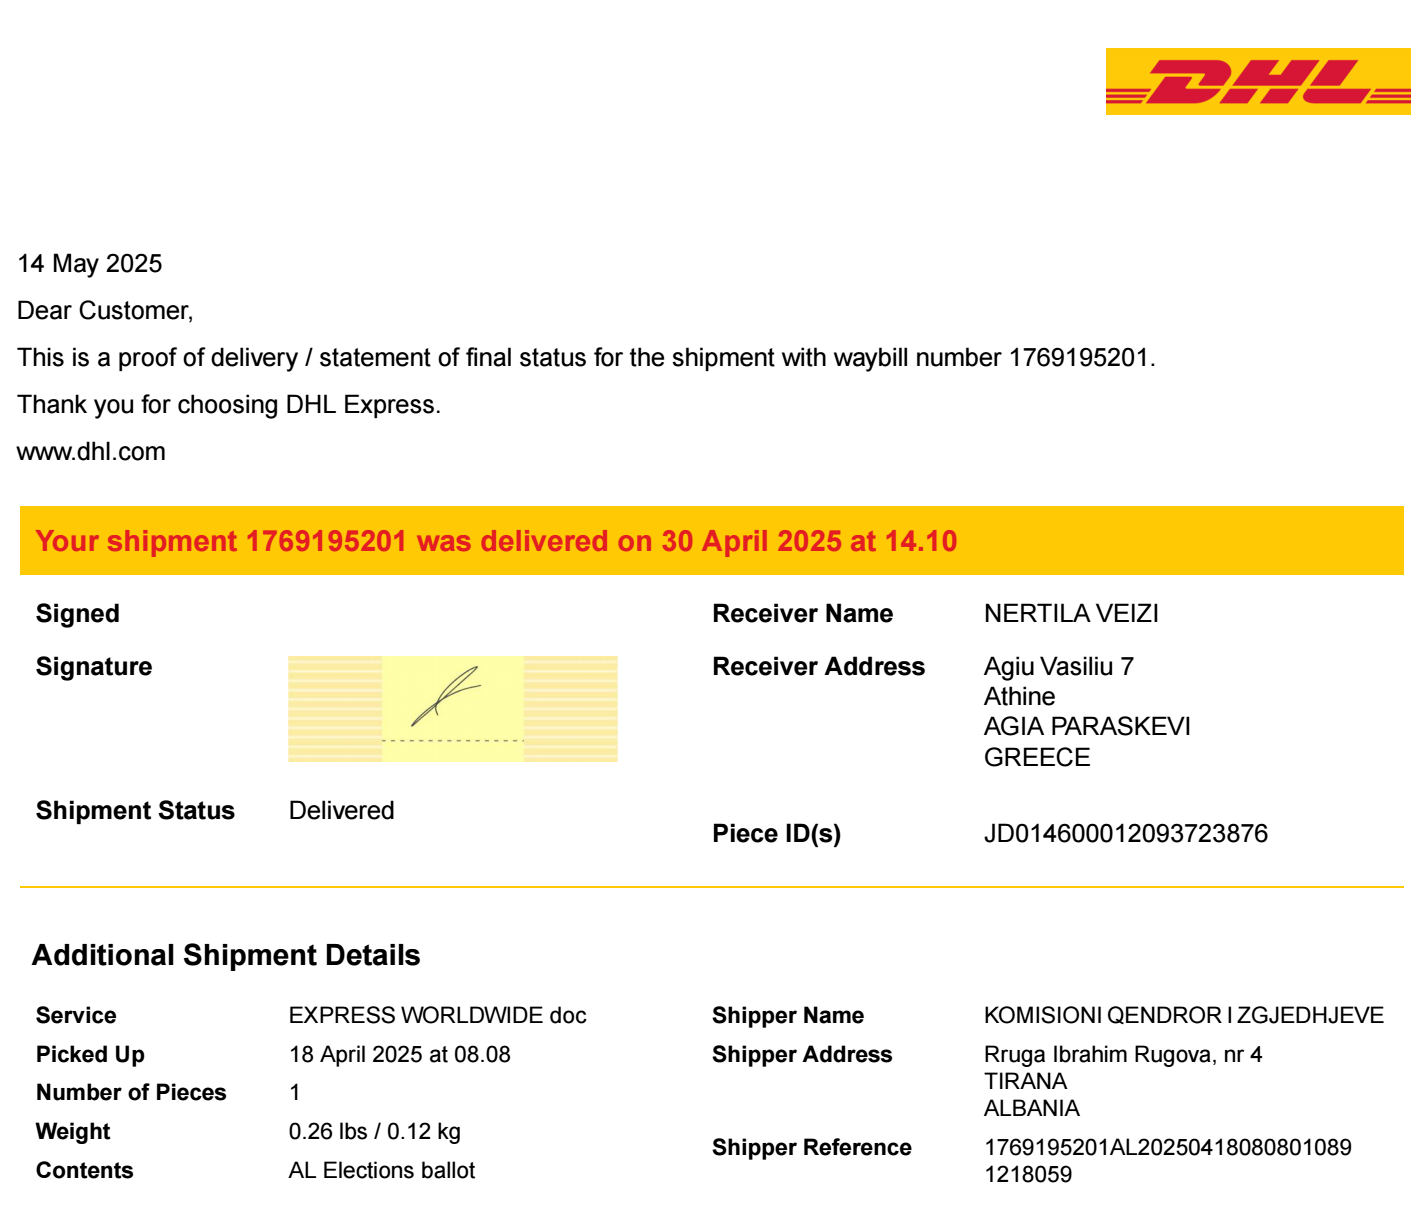 DHL
14 May 2025
Dear Customer,
This is a proof of delivery / statement of final status for the shipment with waybill number 1769195201.
Thank you for choosing DHL Express.
www.dhl.com
Your shipment 1769195201 was delivered on 30 April 2025 at 14.10
Signed
Signature
Shipment Status Delivered
Receiver Name NERTILA VEIZI
Receiver Address Agiu Vasiliu 7
Athine
AGIA PARASKEVI
GREECE
Piece ID(s) JD014600012093723876
Additional Shipment Details
Service EXPRESS WORLDWIDE doc
Picked Up 18 April 2025 at 08.08
Number of Pieces 1
Weight 0.26 lbs / 0.12 kg
Contents AL Elections ballot
Shipper Name KOMISIONI QENDROR I ZGJEDHJEVE
Shipper Address Rruga Ibrahim Rugova, nr 4
TIRANA
ALBANIA
Shipper Reference 1769195201AL20250418080801089
1218059